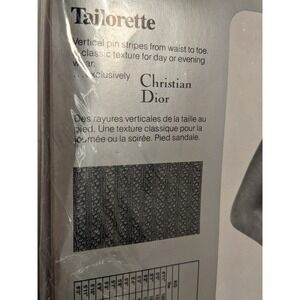 Tailorette
Vertical pin stripes from waist to toe.
A classic texture for day or evening
wear.
. . . exclusively Christian
Dior
Des rayures verticales de la taille au
pied. Une texture classique pour la
journée ou la soirée. Pied sandale.